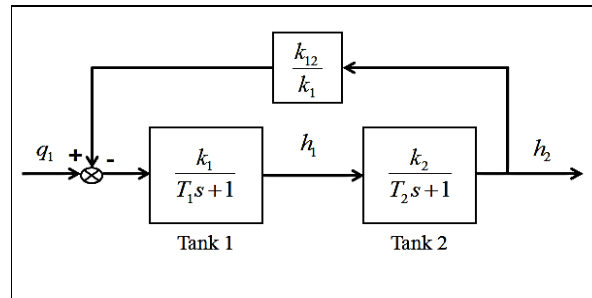 k₁₂
k₁
q₁
+
-
k₁
T₁s+1
h₁
k₂
T₂s+1
h₂
Tank 1
Tank 2